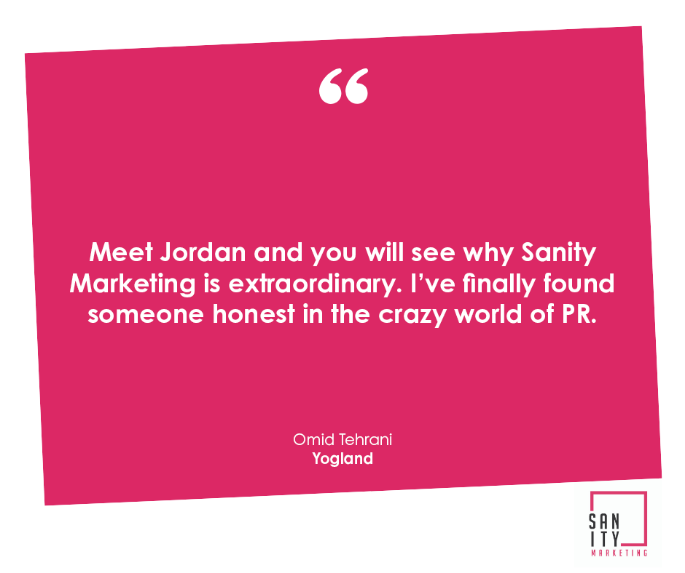 “
Meet Jordan and you will see why Sanity
Marketing is extraordinary. I’ve finally found
someone honest in the crazy world of PR.
Omid Tehrani
Yogland
SAN
ITY
MARKETING